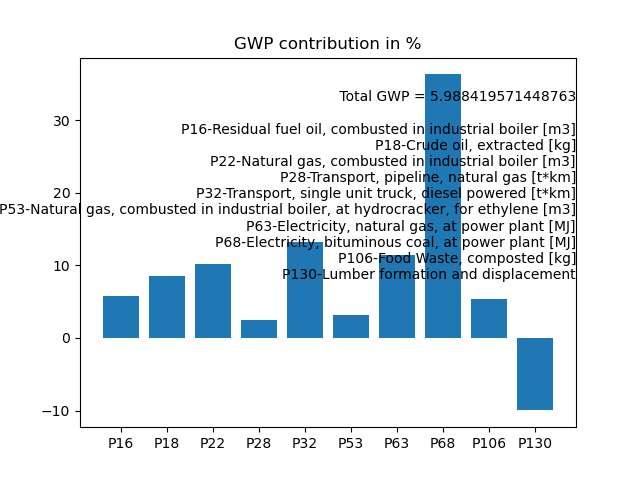 GWP contribution in %
Total GWP = 5.988419571448763
30
P16-Residual fuel oil, combusted in industrial boiler [m3]
P18-Crude oil, extracted [kg]
P22-Natural gas, combusted in industrial boiler [m3]
P28-Transport, pipeline, natural gas [t*km]
20
P32-Transport, single unit truck, diesel powered [t*km]
P53-Natural gas, combusted in industrial boiler, at hydrocracker, for ethylene [m3]
P63-Electricity, natural gas, at power plant [MJ]
P68-Electricity, bituminous coal, at power plant [MJ]
10
P106-Food Waste, composted [kg]
P130-Lumber formation and displacement
0
−10
P16 P18 P22 P28 P32 P53 P63 P68 P106 P130